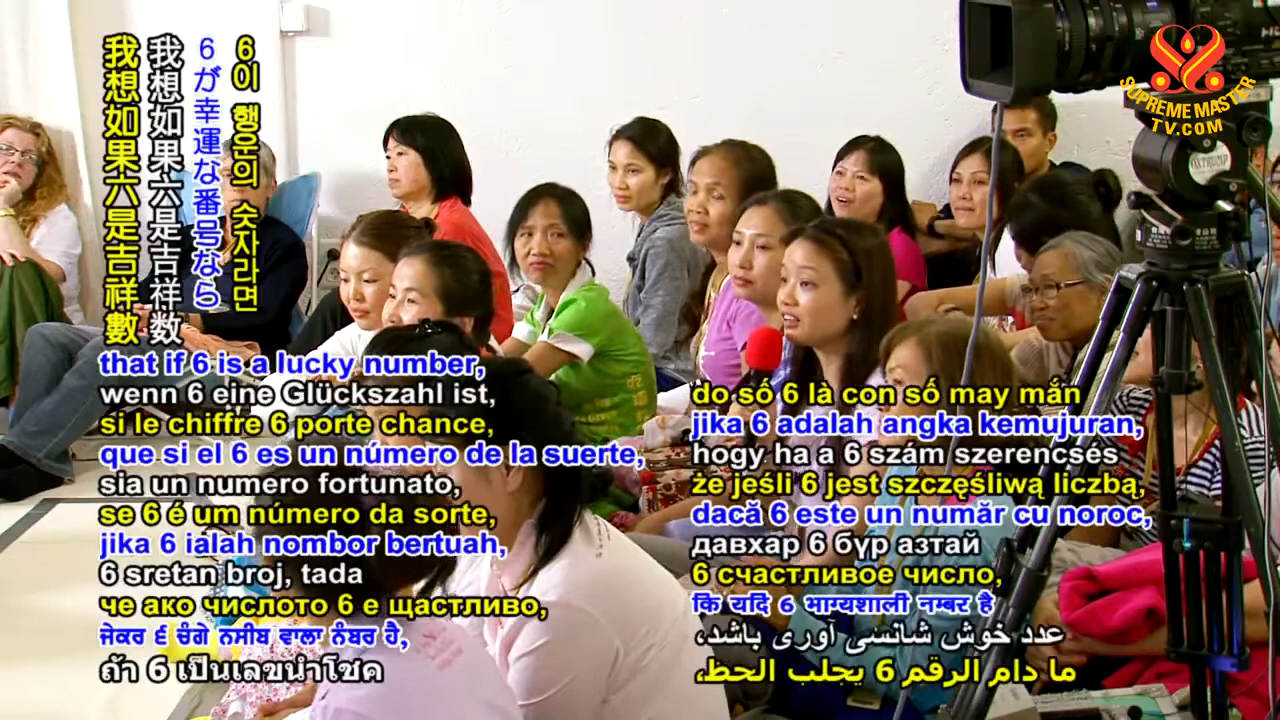 我想如果六是吉祥數
我想如果六是吉祥数
6が幸運な番号なら
6이 행운의 숫자라면
that if 6 is a lucky number,
wenn 6 eine Glückszahl ist,
si le chiffre 6 porte chance,
que si el 6 es un número de la suerte,
sia un numero fortunato,
se 6 é um número da sorte,
jika 6 ialah nombor bertuah,
6 sretan broj, tada
че ако числото 6 е щастливо,
ਜੇਕਰ ੬ ਚੰਗੇ ਨਸੀਬ ਵਾਲਾ ਨੰਬਰ ਹੈ,
ถ้า 6 เป็นเลขนำโชค
do số 6 là con số may mắn
jika 6 adalah angka kemujuran,
hogy ha a 6 szám szerencsés
że jeśli 6 jest szczęśliwą liczbą,
dacă 6 este un număr cu noroc,
давхар 6 бүр азтай
6 счастливое число,
कि यदि 6 भाग्यशाली नम्बर है
عدد خوش شانسی آوری باشد،
ما دام الرقم 6 يجلب الحظ،
SUPREME MASTER
TV.COM